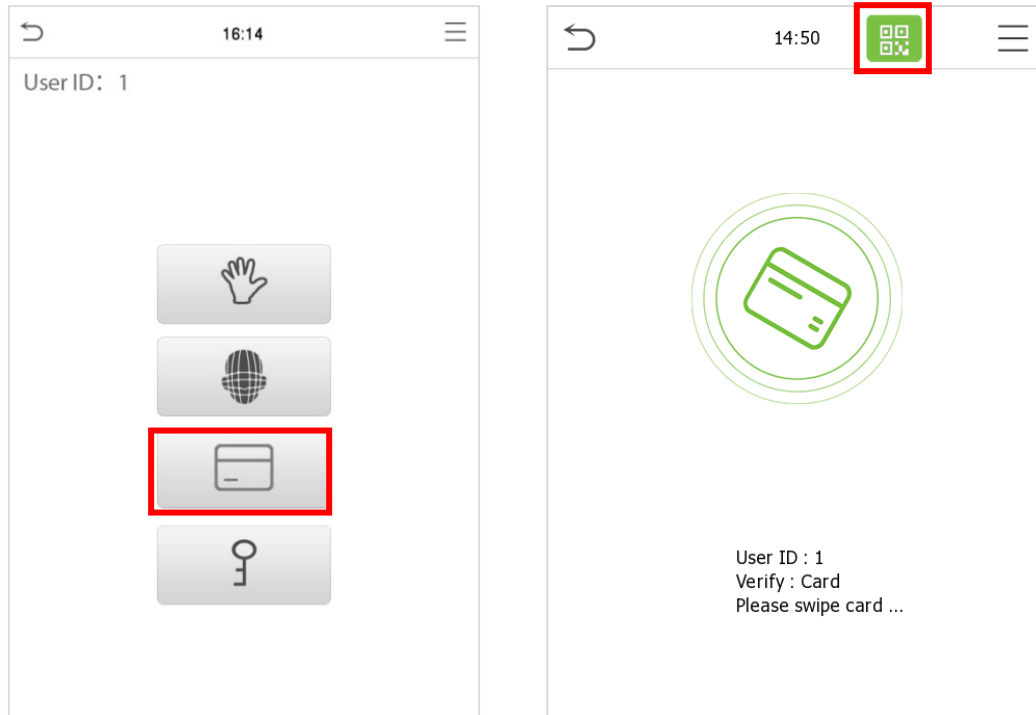 16:14
User ID: 1
14:50
User ID : 1
Verify : Card
Please swipe card ...